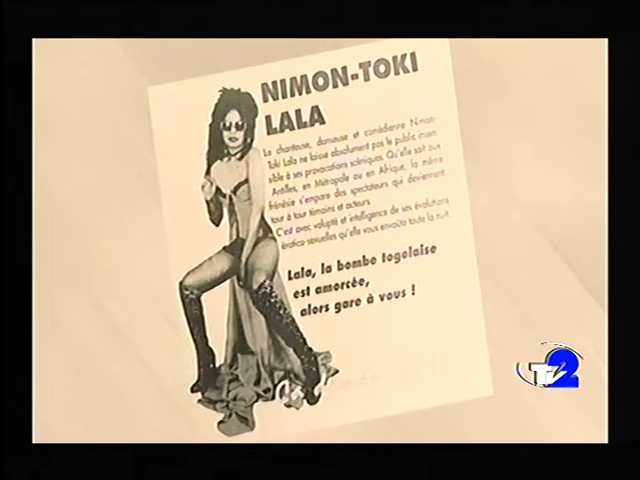 NIMON-TOKI
LALA
La chanteuse, danseuse et comédienne Nimon-
Toki Lala ne laisse absolument pas le public insen
sible à ses provocations scéniques. Qu'elle soit aux
Antilles, en Métropole ou en Afrique, la même
frénésie s'empare des spectateurs qui deviennent
tour à tour témoins et acteurs.
C'est avec volupté et intelligence de ses évolutions
érotico sexuelles qu'elle vous envoûte toute la nuit.
Lala, la bombe togolaise
est amorcée,
alors gare à vous !
TV2